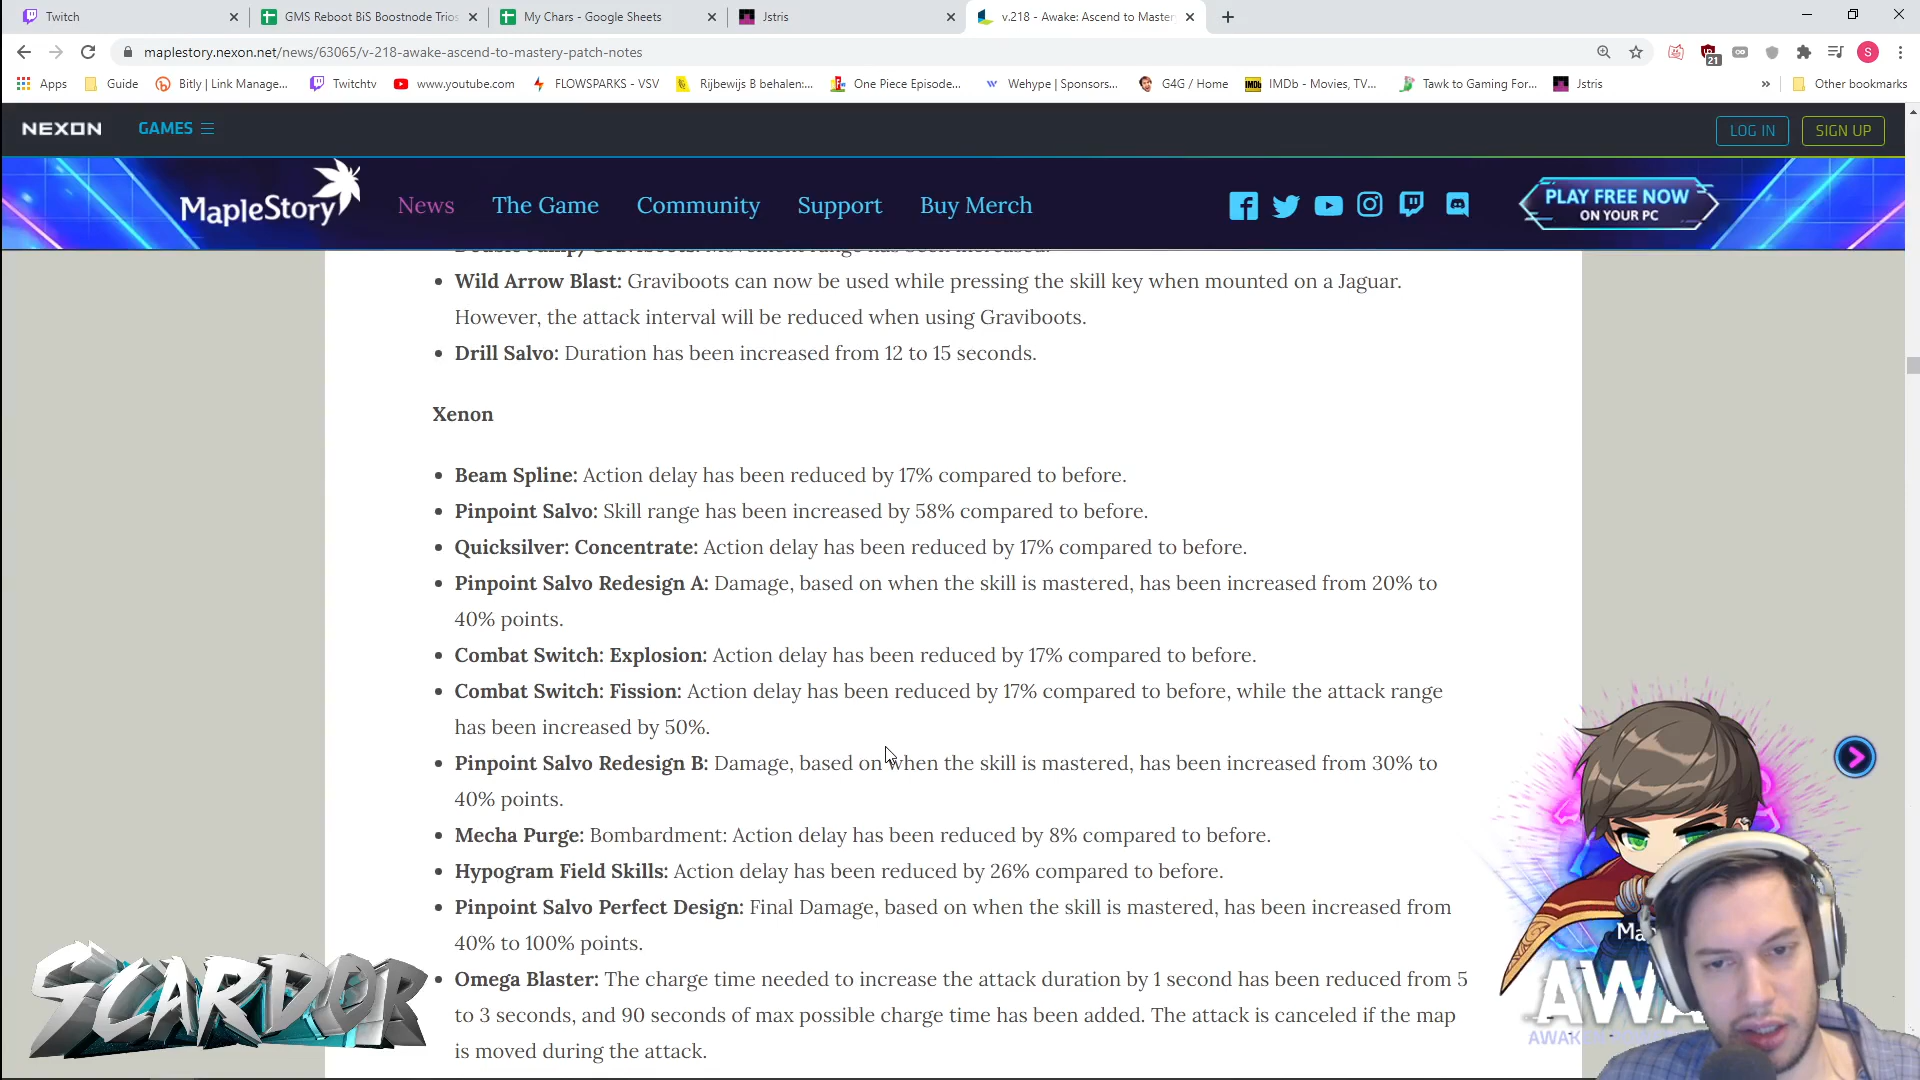 Twitch
GMS Reboot BiS Boostnode Trios
My Chars - Google Sheets
Jstris
v.218 - Awake: Ascend to Master
maplestory.nexon.net/news/63065/v-218-awake-ascend-to-mastery-patch-notes
21
S
Apps
Guide
Bitly | Link Manage...
Twitchtv
www.youtube.com
FLOWSPARKS - VSV
Rijbewijs B behalen:...
One Piece Episode...
Wehype | Sponsors...
G4G / Home
IMDb - Movies, TV...
Tawk to Gaming For...
Jstris
»
Other bookmarks
NEXON
GAMES
LOG IN
SIGN UP
MapleStory
News
The Game
Community
Support
Buy Merch
PLAY FREE NOW
ON YOUR PC
Wild Arrow Blast: Graviboots can now be used while pressing the skill key when mounted on a Jaguar.
However, the attack interval will be reduced when using Graviboots.
Drill Salvo: Duration has been increased from 12 to 15 seconds.
Xenon
Beam Spline: Action delay has been reduced by 17% compared to before.
Pinpoint Salvo: Skill range has been increased by 58% compared to before.
Quicksilver: Concentrate: Action delay has been reduced by 17% compared to before.
Pinpoint Salvo Redesign A: Damage, based on when the skill is mastered, has been increased from 20% to
40% points.
Combat Switch: Explosion: Action delay has been reduced by 17% compared to before.
Combat Switch: Fission: Action delay has been reduced by 17% compared to before, while the attack range
has been increased by 50%.
Pinpoint Salvo Redesign B: Damage, based on when the skill is mastered, has been increased from 30% to
40% points.
Mecha Purge: Bombardment: Action delay has been reduced by 8% compared to before.
Hypogram Field Skills: Action delay has been reduced by 26% compared to before.
Pinpoint Salvo Perfect Design: Final Damage, based on when the skill is mastered, has been increased from
40% to 100% points.
Omega Blaster: The charge time needed to increase the attack duration by 1 second has been reduced from 5
to 3 seconds, and 90 seconds of max possible charge time has been added. The attack is canceled if the map
is moved during the attack.
SCARDOR